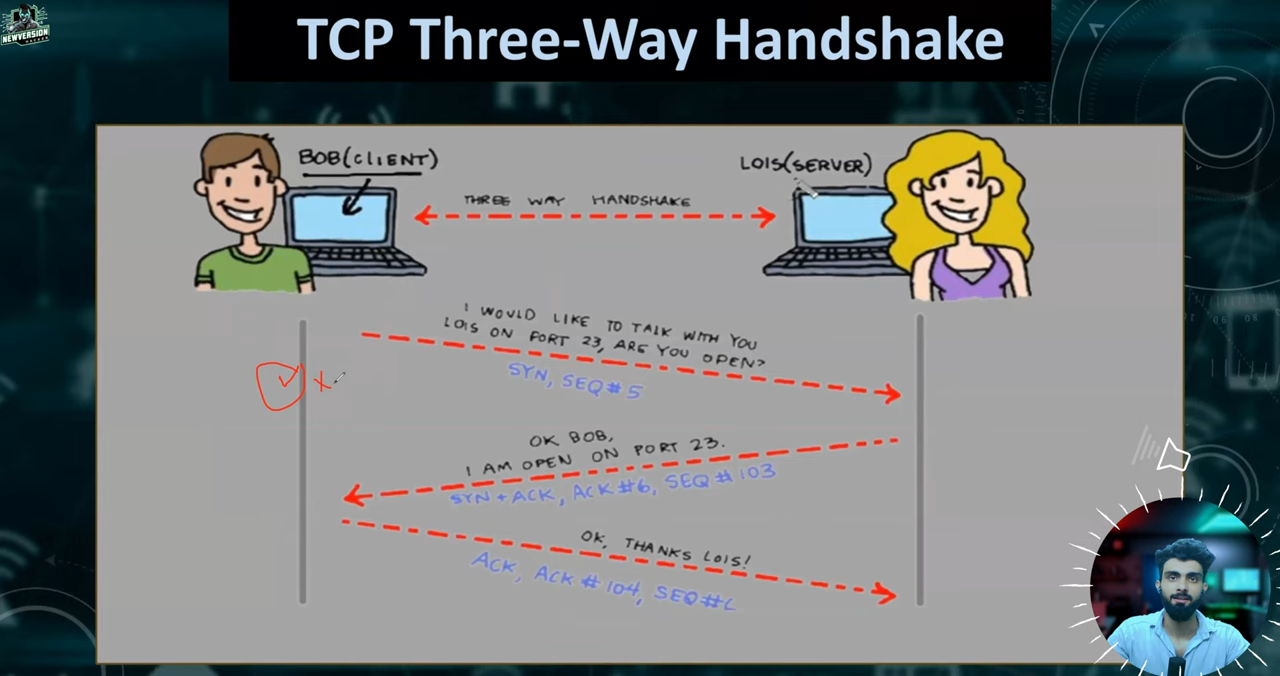 NEWVERSION
HACKER
TCP Three-Way Handshake
BOB(CLIENT)
LOIS(SERVER)
THREE WAY HANDSHAKE
I WOULD LIKE TO TALK WITH YOU
LOIS ON PORT 23, ARE YOU OPEN?
SYN, SEQ#5
OK BOB,
I AM OPEN ON PORT 23.
SYN + ACK, ACK#6, SEQ#103
OK, THANKS LOIS!
ACK, ACK #104, SEQ#